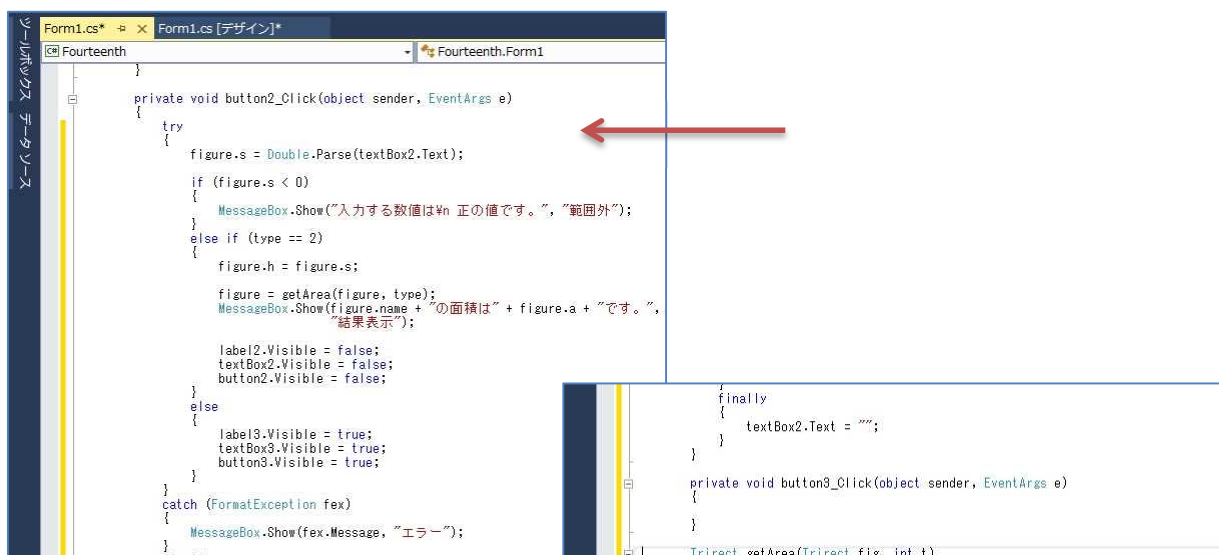 ツールボックス データ ソース
Form1.cs* Form1.cs [デザイン]*
C# Fourteenth Fourteenth.Form1
}
private void button2_Click(object sender, EventArgs e)
{
try
{
figure.s = Double.Parse(textBox2.Text);
if (figure.s < 0)
{
MessageBox.Show("入力する数値は¥n 正の値です。", "範囲外");
}
else if (type == 2)
{
figure.h = figure.s;
figure = getArea(figure, type);
MessageBox.Show(figure.name + "の面積は" + figure.a + "です。",
"結果表示");
label2.Visible = false;
textBox2.Visible = false;
button2.Visible = false;
}
else
{
label3.Visible = true;
textBox3.Visible = true;
button3.Visible = true;
}
}
catch (FormatException fex)
{
MessageBox.Show(fex.Message, "エラー");
}
}
finally
{
textBox2.Text = "";
}
}
private void button3_Click(object sender, EventArgs e)
{
}
Trirect getArea(Trirect fig, int t)